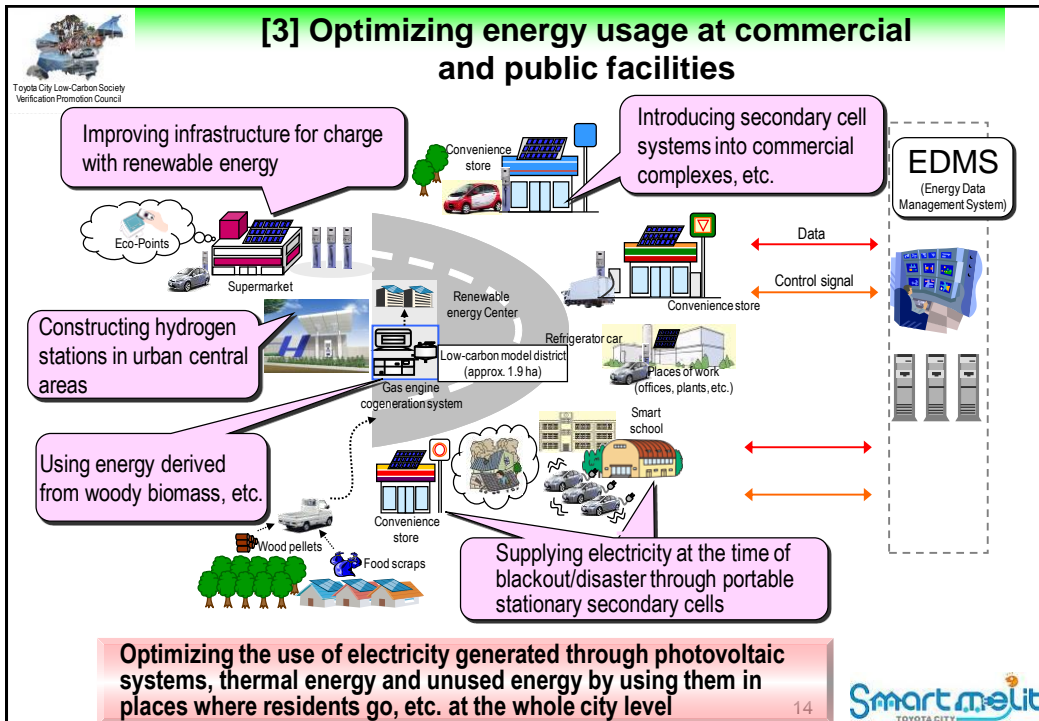 [3] Optimizing energy usage at commercial
and public facilities
Toyota City Low-Carbon Society
Verification Promotion Council
Improving infrastructure for charge
with renewable energy
Convenience
store
Introducing secondary cell
systems into commercial
complexes, etc.
EDMS
(Energy Data
Management System)
Eco-Points
Supermarket
Data
Control signal
Convenience store
Renewable
energy Center
Constructing hydrogen
stations in urban central
areas
Refrigerator car
Low-carbon model district
(approx. 1.9 ha)
Places of work
(offices, plants, etc.)
Gas engine
cogeneration system
Smart
school
Using energy derived
from woody biomass, etc.
Convenience
store
Wood pellets
Food scraps
Supplying electricity at the time of
blackout/disaster through portable
stationary secondary cells
Optimizing the use of electricity generated through photovoltaic
systems, thermal energy and unused energy by using them in
places where residents go, etc. at the whole city level
14
Smart melit
TOYOTA CITY